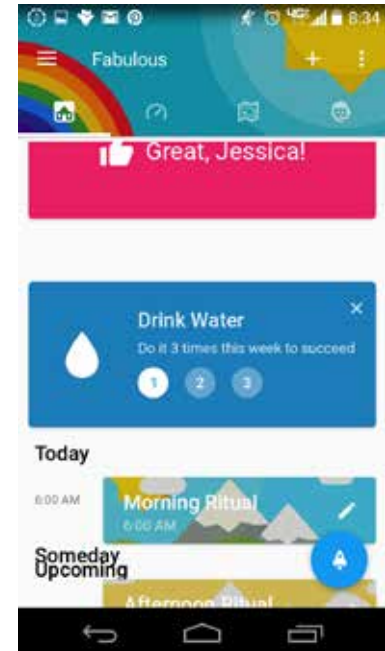 4G 8:34
Fabulous
Great, Jessica!
Drink Water
Do it 3 times this week to succeed
1 2 3
Today
6:00 AM
Morning Ritual
6:00 AM
Someday
Upcoming
Afternoon Ritual